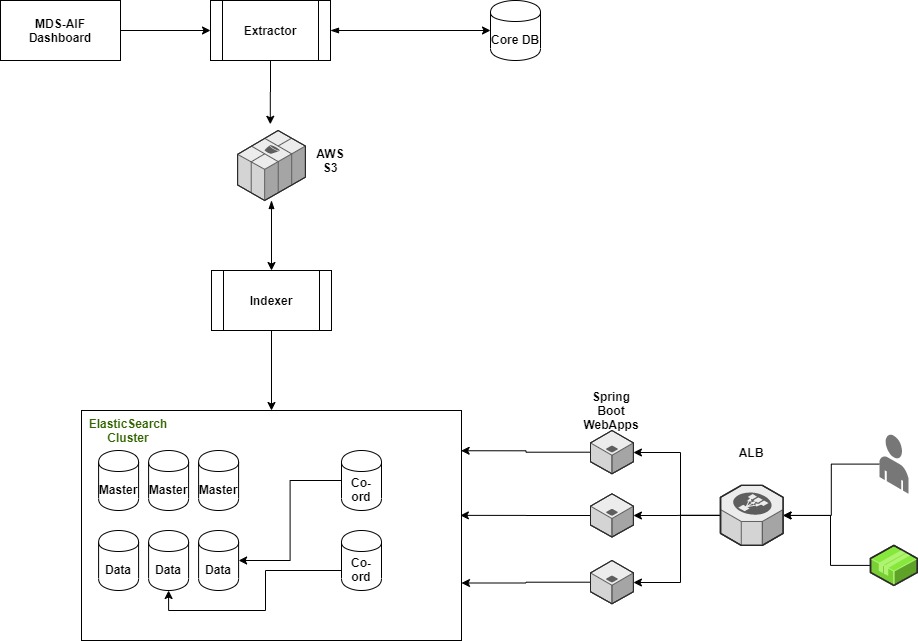 MDS-AIF
Dashboard
Extractor
Core DB
AWS
S3
Indexer
ElasticSearch
Cluster
Master
Master
Master
Co-
ord
Data
Data
Data
Co-
ord
Spring
Boot
WebApps
ALB